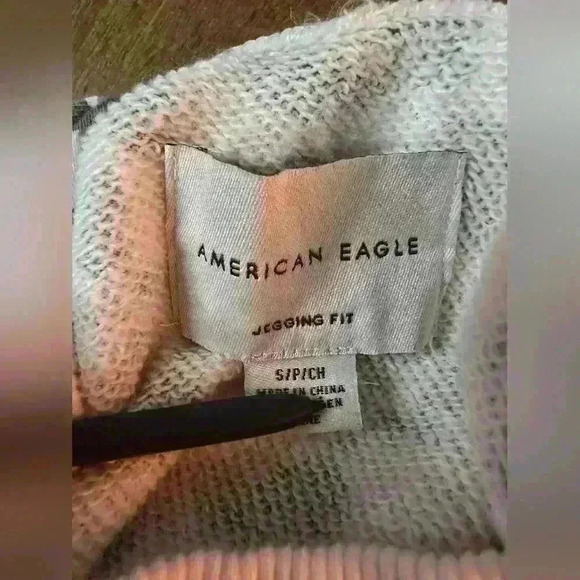 AMERICAN EAGLE
JEGGING FIT
S/P/CH
MADE IN CHINA